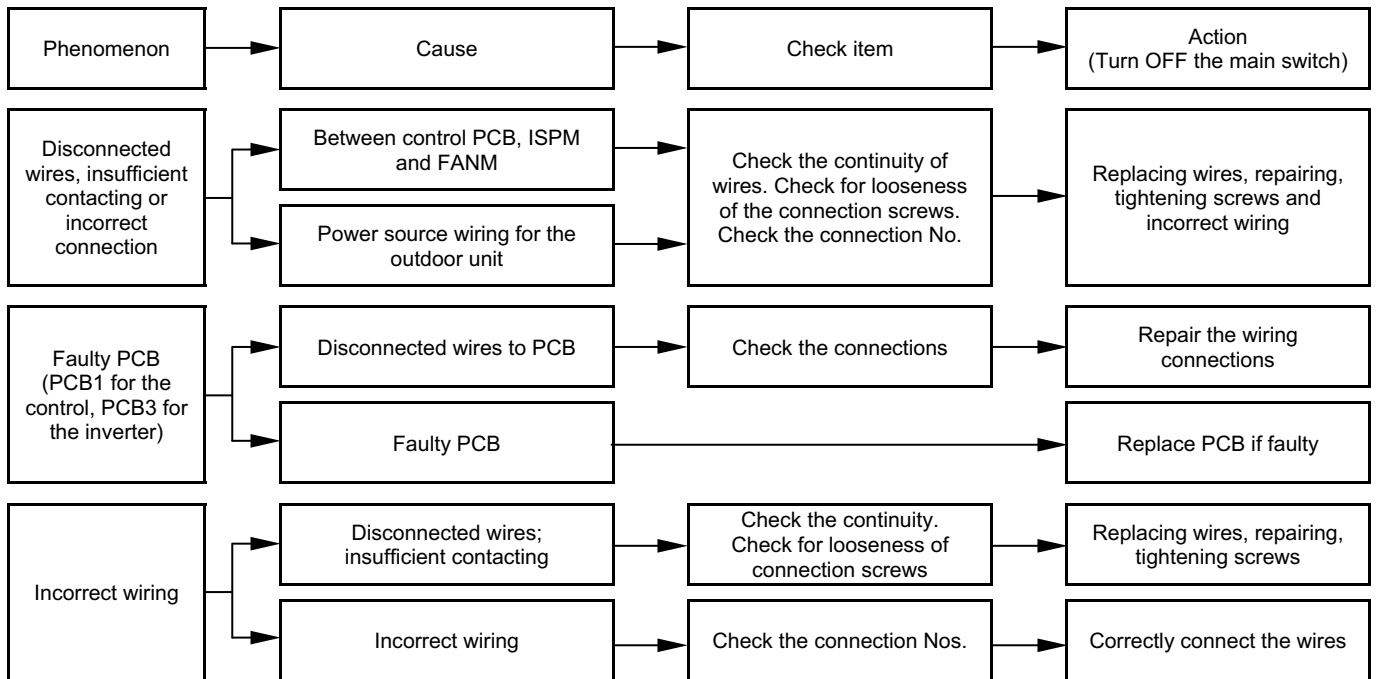 Phenomenon
Cause
Check item
Action
(Turn OFF the main switch)
Disconnected
wires, insufficient
contacting or
incorrect
connection
Between control PCB, ISPM
and FANM
Power source wiring for the
outdoor unit
Check the continuity of
wires. Check for looseness
of the connection screws.
Check the connection No.
Replacing wires, repairing,
tightening screws and
incorrect wiring
Faulty PCB
(PCB1 for the
control, PCB3 for
the inverter)
Disconnected wires to PCB
Check the connections
Repair the wiring
connections
Faulty PCB
Replace PCB if faulty
Incorrect wiring
Disconnected wires;
insufficient contacting
Check the continuity.
Check for looseness of
connection screws
Replacing wires, repairing,
tightening screws
Incorrect wiring
Check the connection Nos.
Correctly connect the wires